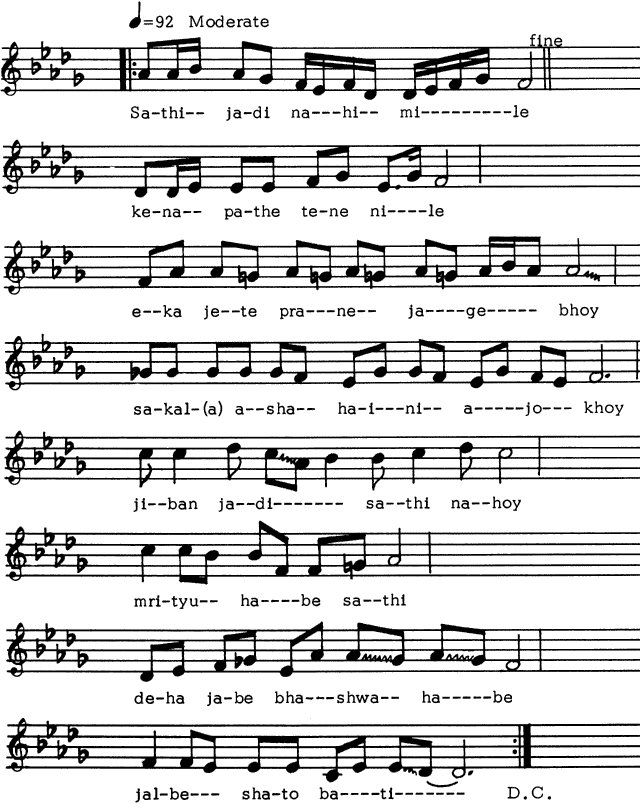 ♩=92 Moderate
fine
Sa-thi-- ja-di na---hi-- mi---------le
ke-na-- pa-the te-ne ni----le
e--ka je--te pra---ne-- ja----ge----- bhoy
sa-kal-(a) a--sha-- ha-i--ni-- a-----jo--- khoy
ji--ban ja-di------- sa--thi na--hoy
mri-tyu-- ha----be sa--thi
de-ha ja-be bha---shwa-- ha-----be
jal-be--- sha-to ba----ti------- D.C.